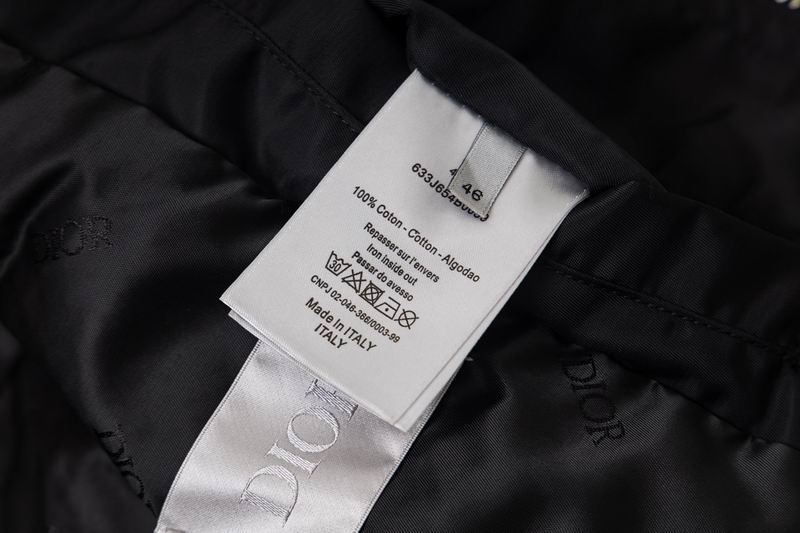 46
100% Coton - Cotton - Algodao
Repasser sur l'envers
Iron inside out
Passar do avesso
30
CNPJ 02-046-366/0003-99
Made in ITALY
ITALY
DIOR
DIOR
DIOR
DIOR